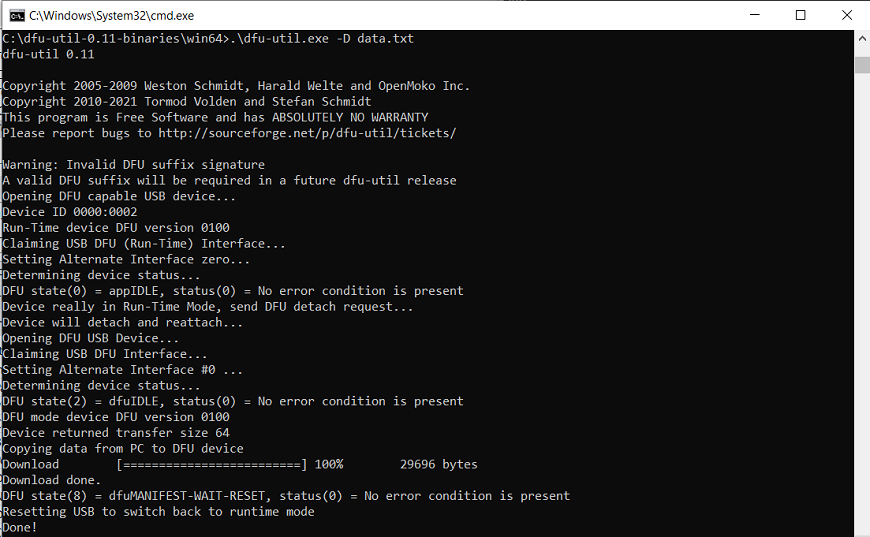 C:\Windows\System32\cmd.exe
C:\dfu-util-0.11-binaries\win64>.\dfu-util.exe -D data.txt
dfu-util 0.11
Copyright 2005-2009 Weston Schmidt, Harald Welte and OpenMoko Inc.
Copyright 2010-2021 Tormod Volden and Stefan Schmidt
This program is Free Software and has ABSOLUTELY NO WARRANTY
Please report bugs to http://sourceforge.net/p/dfu-util/tickets/
Warning: Invalid DFU suffix signature
A valid DFU suffix will be required in a future dfu-util release
Opening DFU capable USB device...
Device ID 0000:0002
Run-Time device DFU version 0100
Claiming USB DFU (Run-Time) Interface...
Setting Alternate Interface zero...
Determining device status...
DFU state(0) = appIDLE, status(0) = No error condition is present
Device really in Run-Time Mode, send DFU detach request...
Device will detach and reattach...
Opening DFU USB Device...
Claiming USB DFU Interface...
Setting Alternate Interface #0 ...
Determining device status...
DFU state(2) = dfuIDLE, status(0) = No error condition is present
DFU mode device DFU version 0100
Device returned transfer size 64
Copying data from PC to DFU device
Download        [=========================] 100%        29696 bytes
Download done.
DFU state(8) = dfuMANIFEST-WAIT-RESET, status(0) = No error condition is present
Resetting USB to switch back to runtime mode
Done!